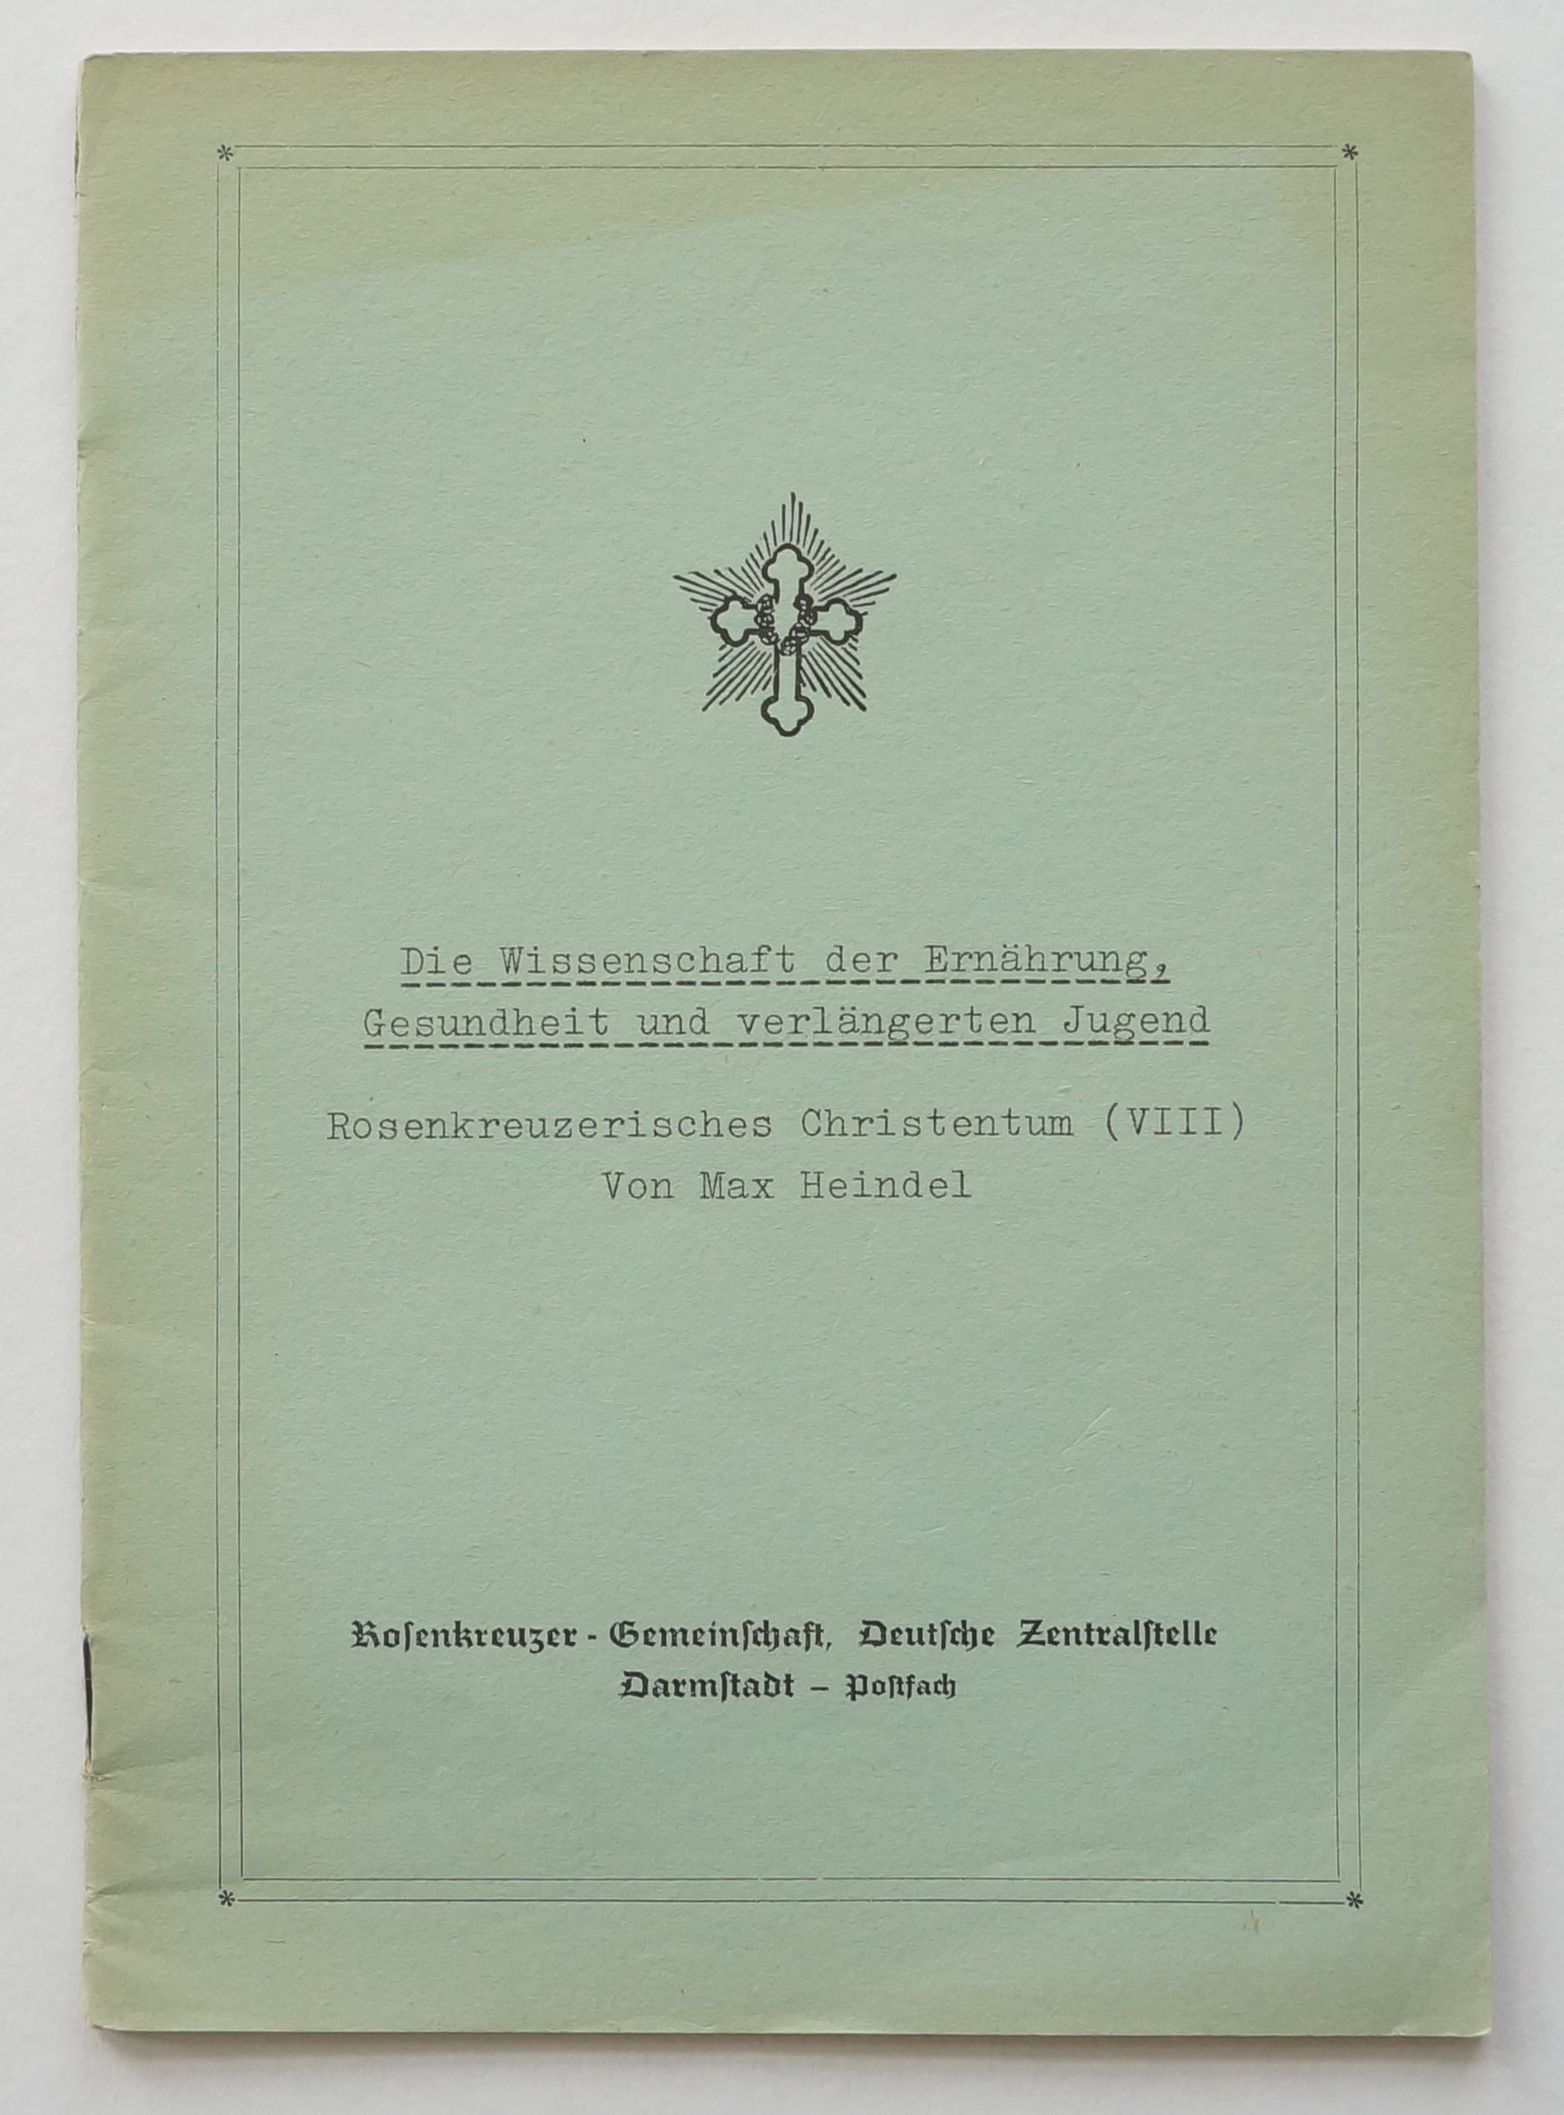 Die Wissenschaft der Ernährung,
Gesundheit und verlängerten Jugend
Rosenkreuzerisches Christentum (VIII)
Von Max Heindel
Rosenkreuzer - Gemeinschaft, Deutsche Zentralstelle
Darmstadt – Postfach